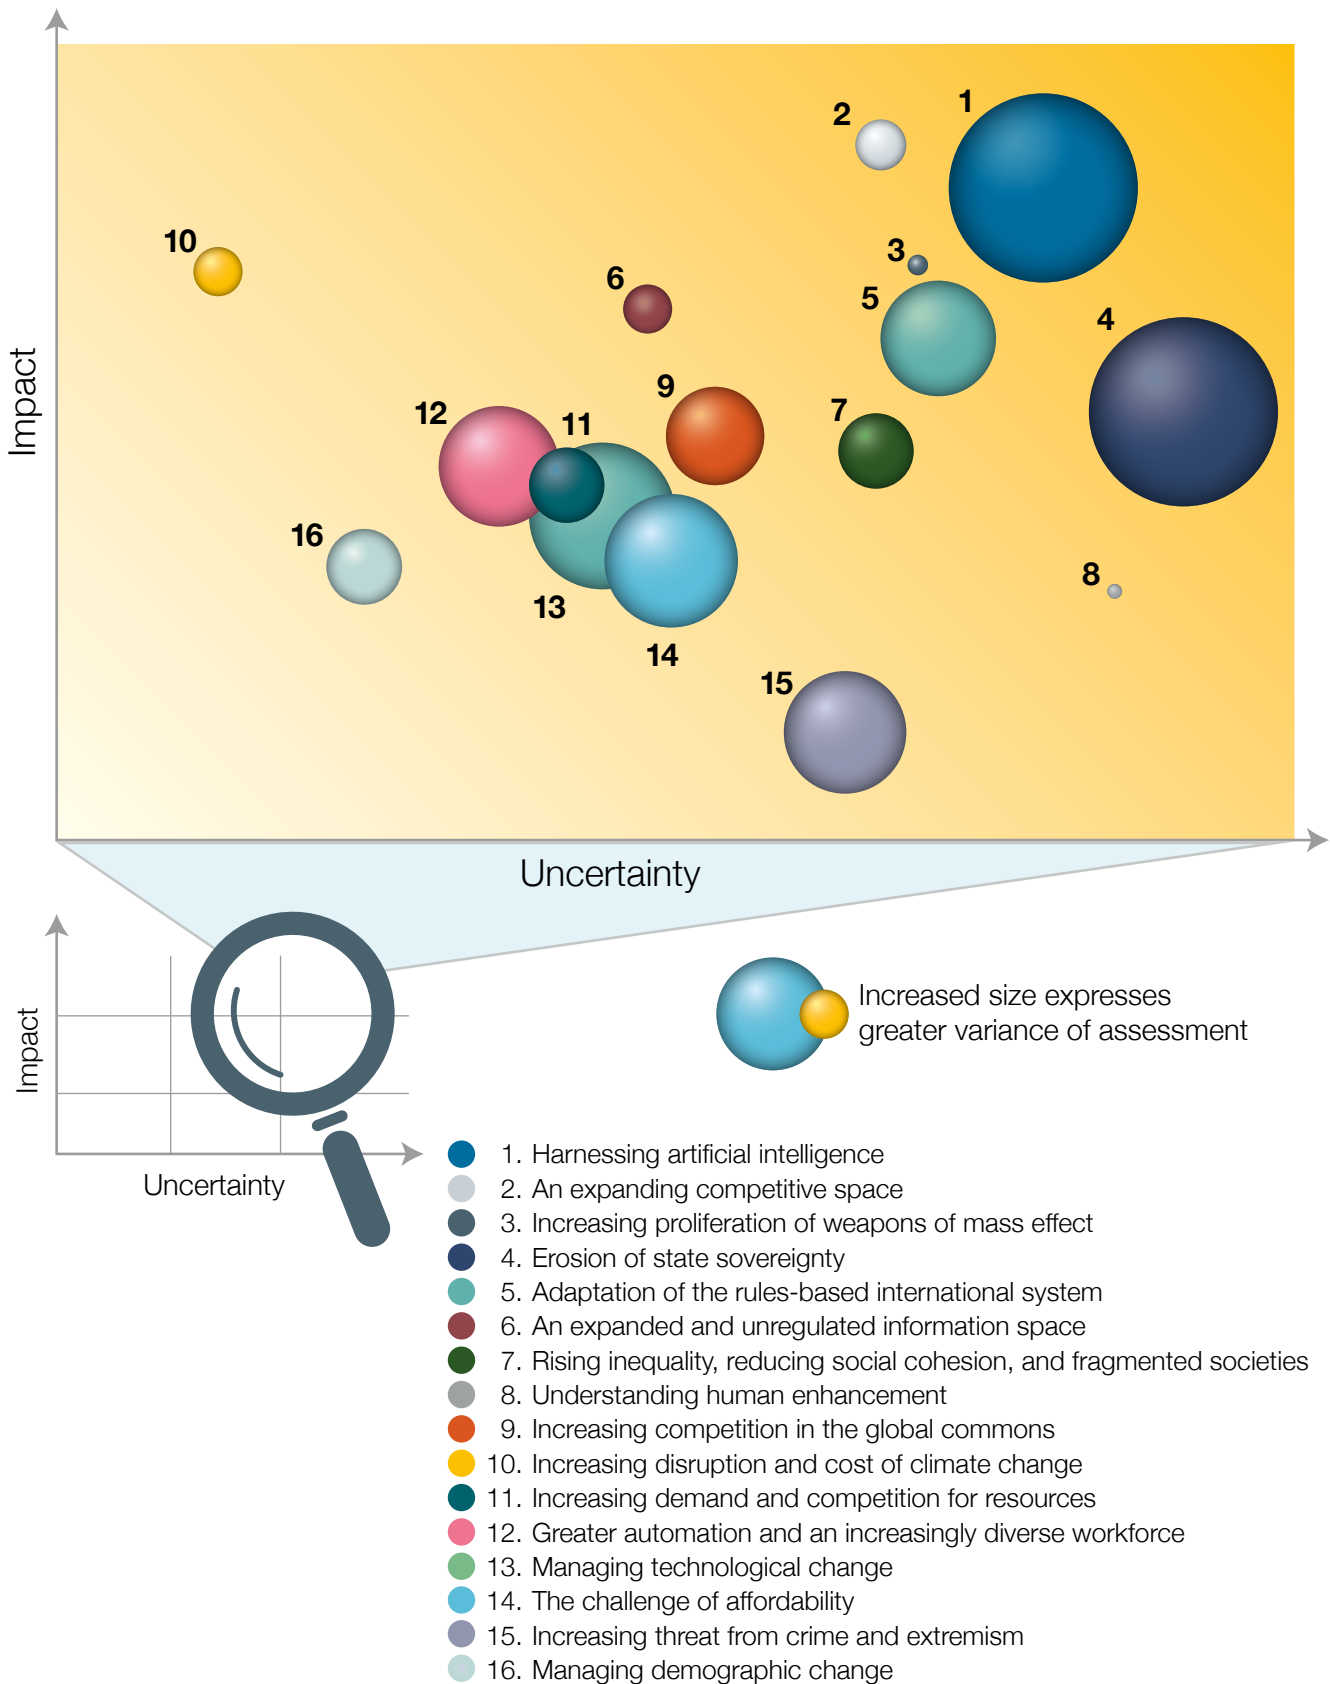 1
2
10
3
6
5
4
9
7
12
11
16
8
13
14
15
Impact
Uncertainty
Impact
Uncertainty
Increased size expresses
greater variance of assessment
1. Harnessing artificial intelligence
2. An expanding competitive space
3. Increasing proliferation of weapons of mass effect
4. Erosion of state sovereignty
5. Adaptation of the rules-based international system
6. An expanded and unregulated information space
7. Rising inequality, reducing social cohesion, and fragmented societies
8. Understanding human enhancement
9. Increasing competition in the global commons
10. Increasing disruption and cost of climate change
11. Increasing demand and competition for resources
12. Greater automation and an increasingly diverse workforce
13. Managing technological change
14. The challenge of affordability
15. Increasing threat from crime and extremism
16. Managing demographic change